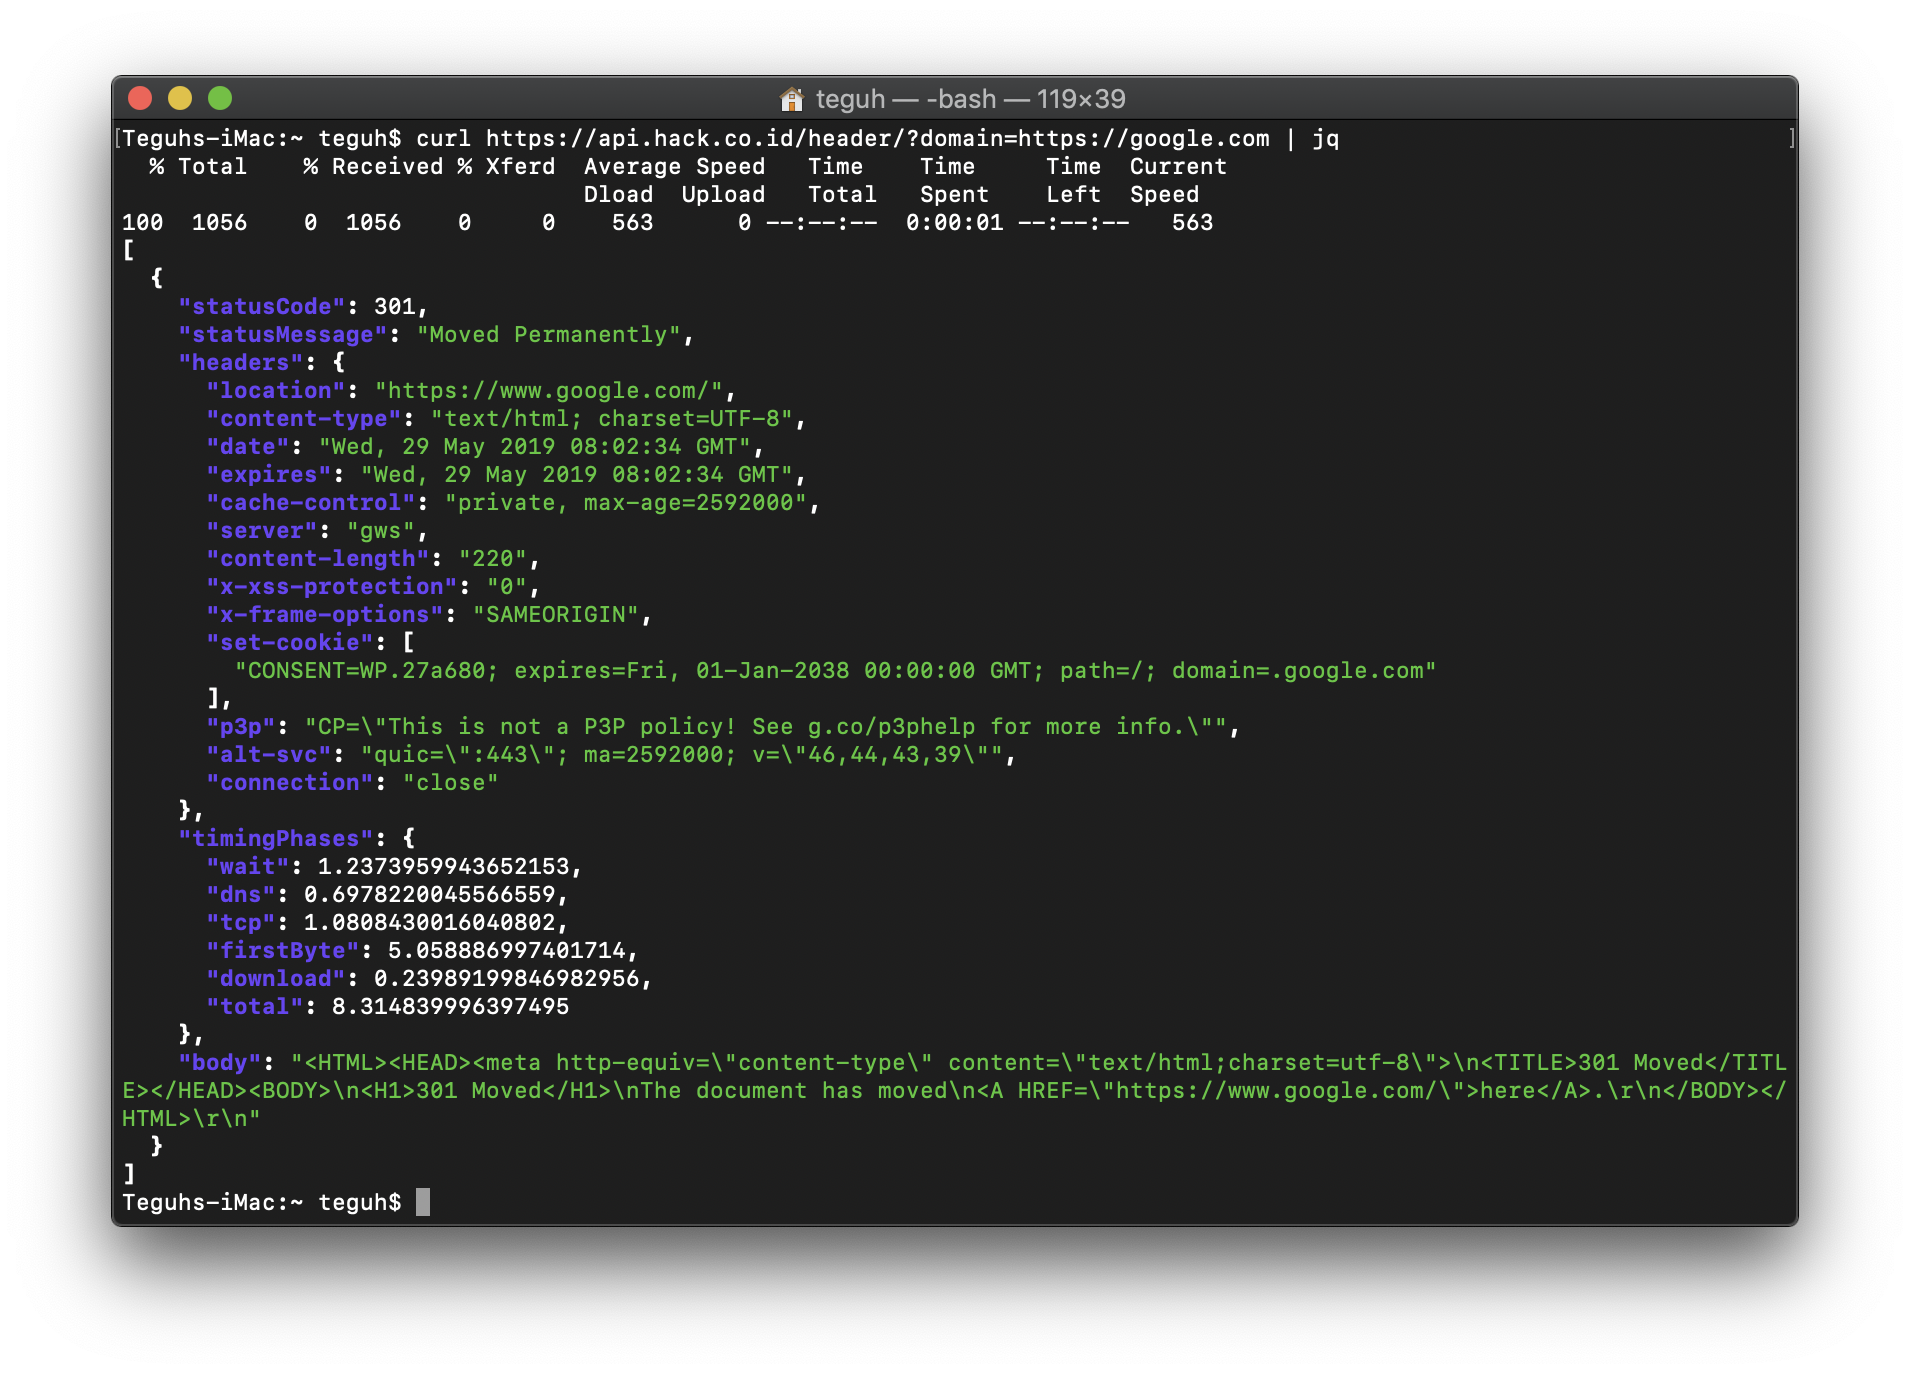 teguh — -bash — 119×39
[Teguhs-iMac:~ teguh$ curl https://api.hack.co.id/header/?domain=https://google.com | jq ]
  % Total    % Received % Xferd  Average Speed   Time    Time     Time  Current
                                 Dload  Upload   Total   Spent    Left  Speed
100  1056    0  1056    0     0    563      0 --:--:--  0:00:01 --:--:--   563
[
  {
    "statusCode": 301,
    "statusMessage": "Moved Permanently",
    "headers": {
      "location": "https://www.google.com/",
      "content-type": "text/html; charset=UTF-8",
      "date": "Wed, 29 May 2019 08:02:34 GMT",
      "expires": "Wed, 29 May 2019 08:02:34 GMT",
      "cache-control": "private, max-age=2592000",
      "server": "gws",
      "content-length": "220",
      "x-xss-protection": "0",
      "x-frame-options": "SAMEORIGIN",
      "set-cookie": [
        "CONSENT=WP.27a680; expires=Fri, 01-Jan-2038 00:00:00 GMT; path=/; domain=.google.com"
      ],
      "p3p": "CP=\"This is not a P3P policy! See g.co/p3phelp for more info.\"",
      "alt-svc": "quic=\":443\"; ma=2592000; v=\"46,44,43,39\"",
      "connection": "close"
    },
    "timingPhases": {
      "wait": 1.2373959943652153,
      "dns": 0.6978220045566559,
      "tcp": 1.0808430016040802,
      "firstByte": 5.058886997401714,
      "download": 0.23989199846982956,
      "total": 8.314839996397495
    },
    "body": "<HTML><HEAD><meta http-equiv=\"content-type\" content=\"text/html;charset=utf-8\">\n<TITLE>301 Moved</TITL
E></HEAD><BODY>\n<H1>301 Moved</H1>\nThe document has moved\n<A HREF=\"https://www.google.com/\">here</A>.\r\n</BODY></
HTML>\r\n"
  }
]
Teguhs-iMac:~ teguh$